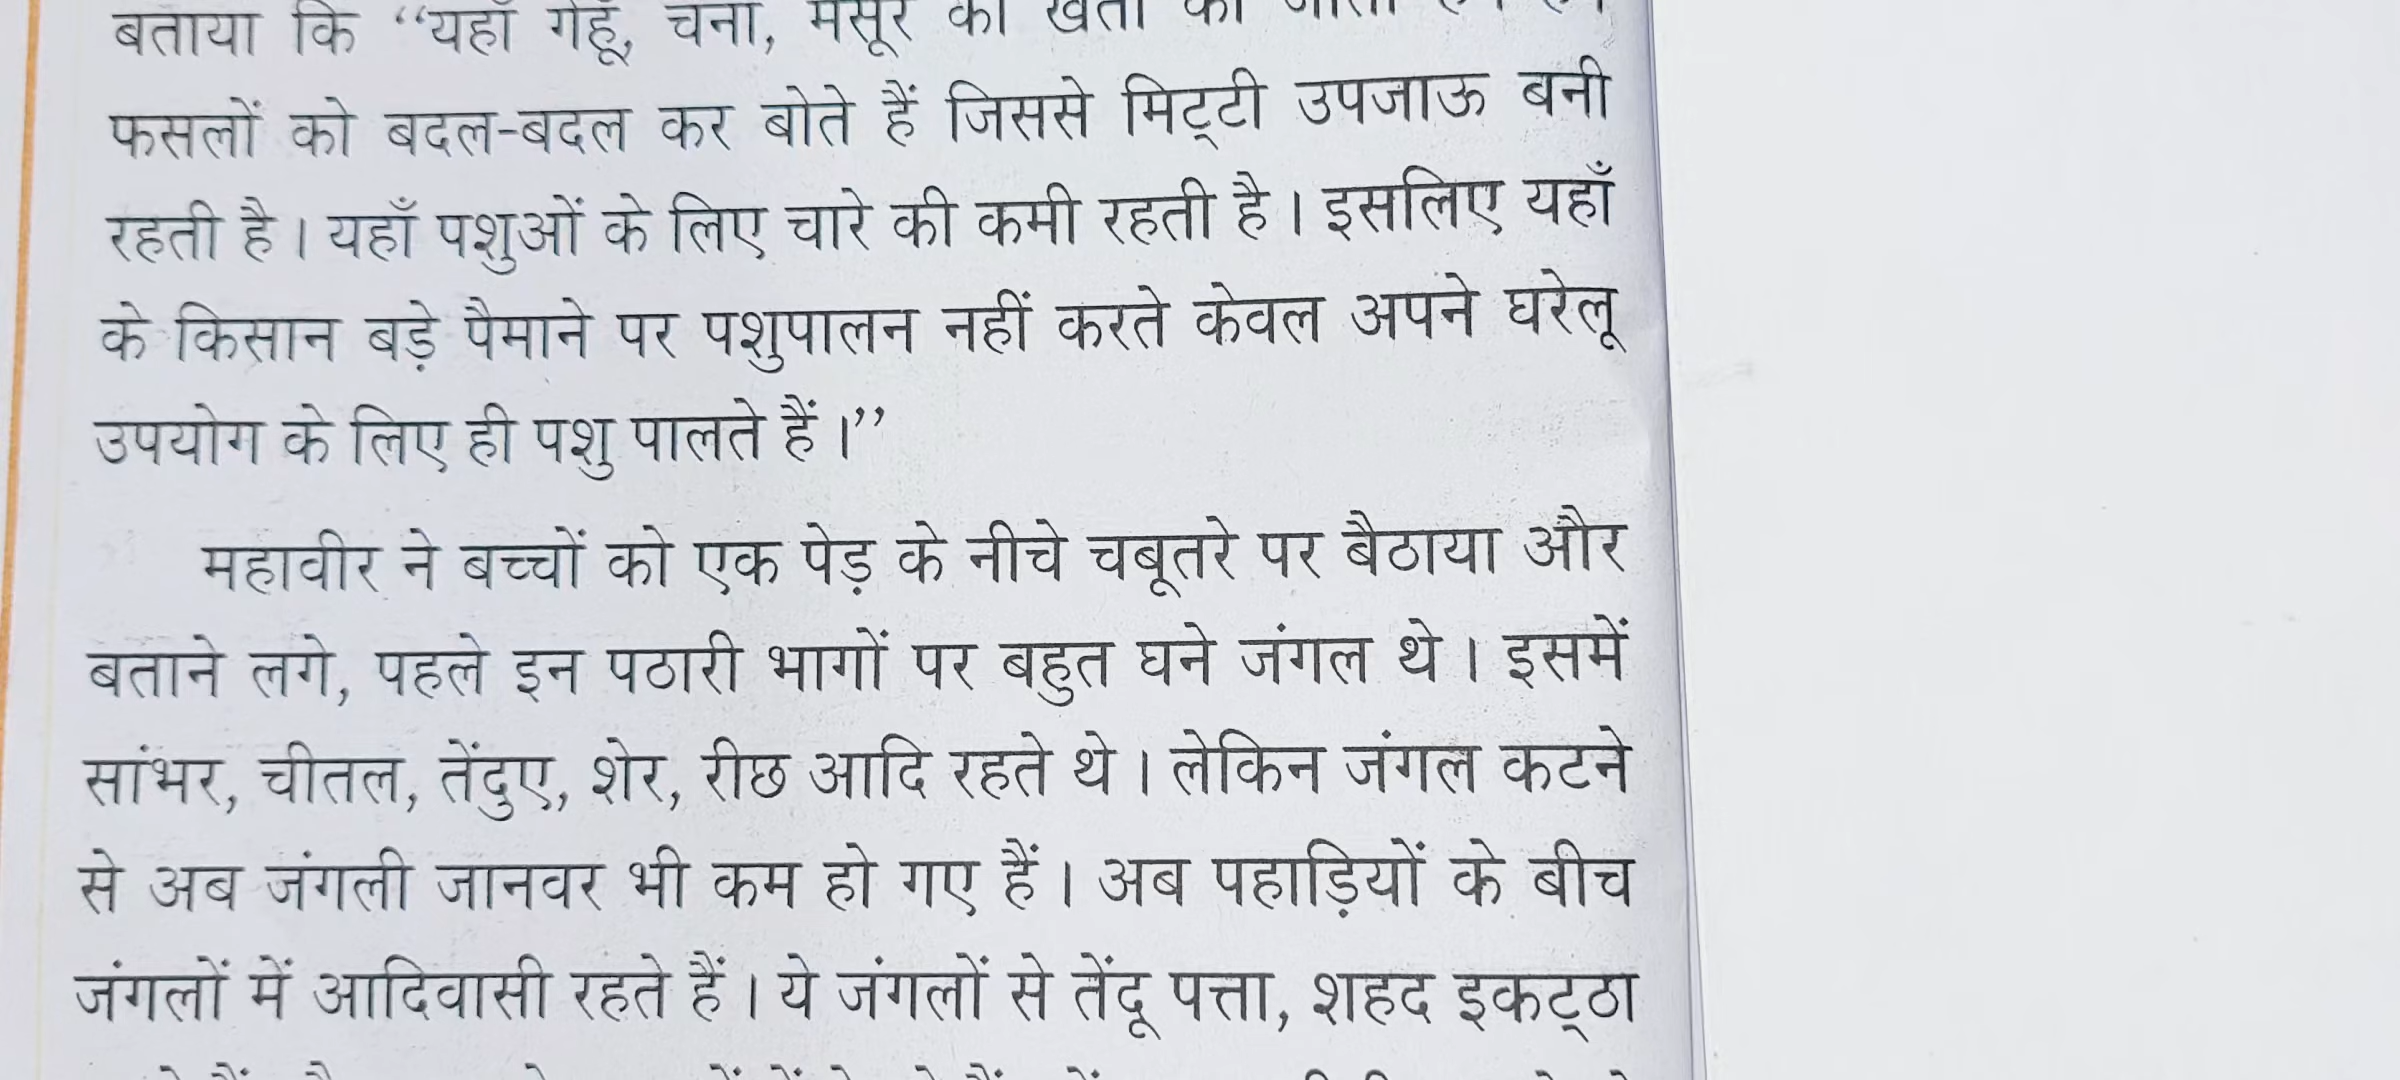 बताया कि “यहाँ गेहूँ, चना, मसूर की खेती की जाती
फसलों को बदल-बदल कर बोते हैं जिससे मिट्टी उपजाऊ बनी
रहती है। यहाँ पशुओं के लिए चारे की कमी रहती है। इसलिए यहाँ
के किसान बड़े पैमाने पर पशुपालन नहीं करते केवल अपने घरेलू
उपयोग के लिए ही पशु पालते हैं।”
महावीर ने बच्चों को एक पेड़ के नीचे चबूतरे पर बैठाया और
बताने लगे, पहले इन पठारी भागों पर बहुत घने जंगल थे। इसमें
सांभर, चीतल, तेंदुए, शेर, रीछ आदि रहते थे। लेकिन जंगल कटने
से अब जंगली जानवर भी कम हो गए हैं। अब पहाड़ियों के बीच
जंगलों में आदिवासी रहते हैं। ये जंगलों से तेंदू पत्ता, शहद इकट्ठा